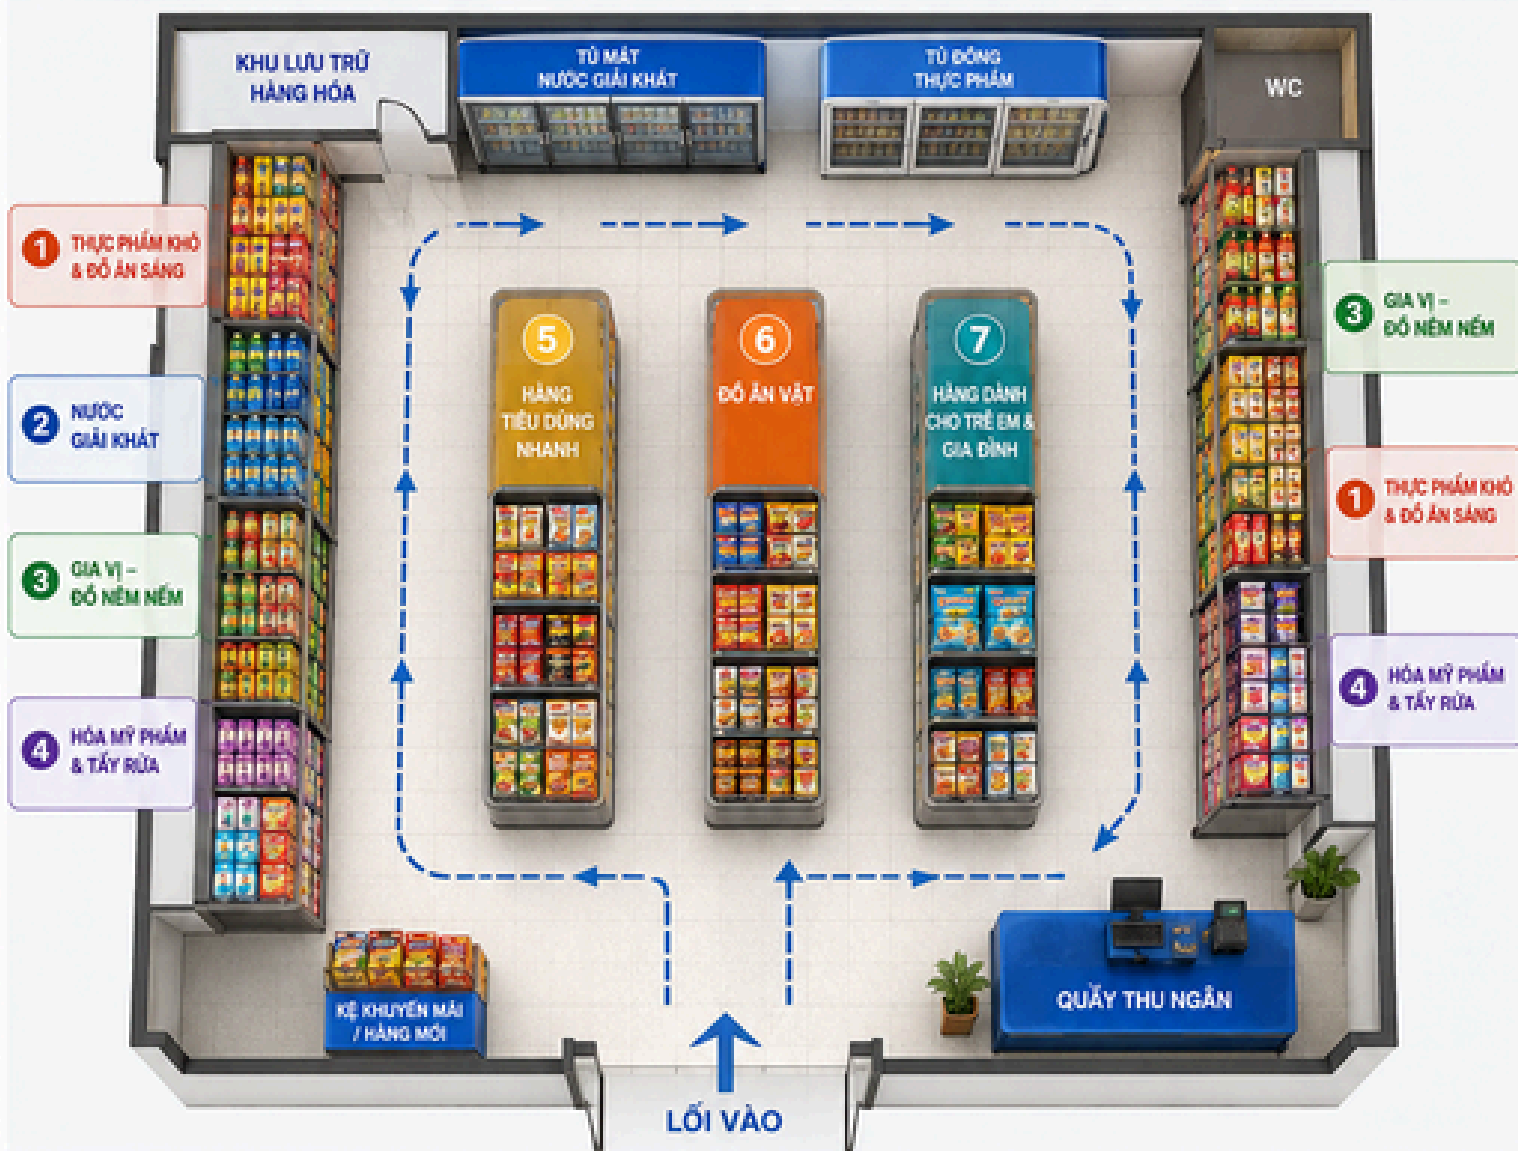 KHU LƯU TRỮ
HÀNG HÓA
TỦ MÁT
NƯỚC GIẢI KHÁT
TỦ ĐÔNG
THỰC PHẨM
WC
1
THỰC PHẨM KHÔ
& ĐỒ ĂN SÁNG
2
NƯỚC
GIẢI KHÁT
3
GIA VỊ –
ĐỒ NÊM NẾM
4
HÓA MỸ PHẨM
& TẨY RỬA
5
HÀNG
TIÊU DÙNG
NHANH
6
ĐỒ ĂN VẶT
7
HÀNG DÀNH
CHO TRẺ EM &
GIA ĐÌNH
3
GIA VỊ –
ĐỒ NÊM NẾM
1
THỰC PHẨM KHÔ
& ĐỒ ĂN SÁNG
4
HÓA MỸ PHẨM
& TẨY RỬA
KỆ KHUYẾN MÃI
/ HÀNG MỚI
QUẦY THU NGÂN
LỐI VÀO